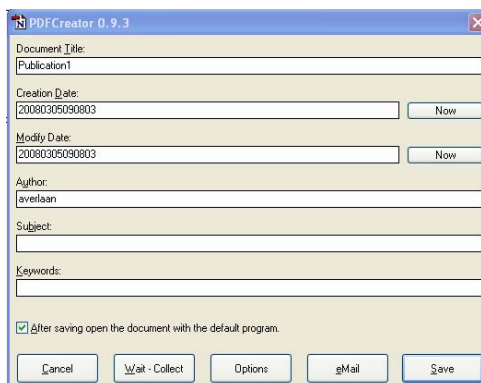 PDFCreator 0.9.3
Document Title:
Publication1
Creation Date:
20080305090803
Now
Modify Date:
20080305090803
Now
Author:
averlaan
Subject:
Keywords:
After saving open the document with the default program.
Cancel Wait - Collect Options eMail Save